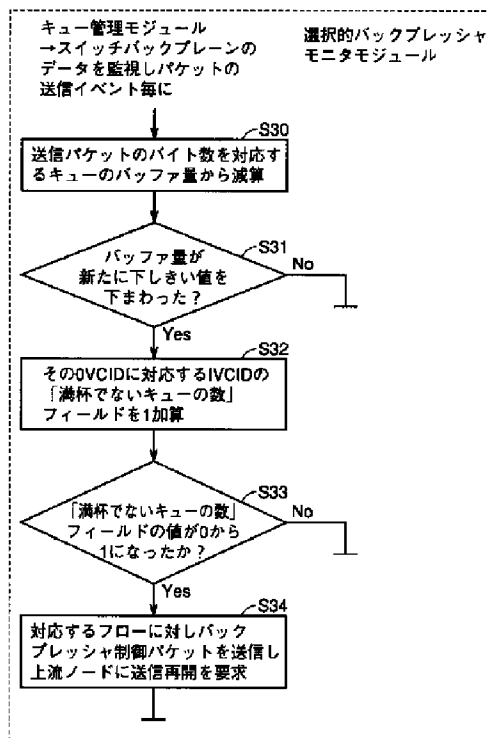 キュー管理モジュール
→スイッチバックプレーンの
データを監視しパケットの
送信イベント毎に
選択的バックプレッシャ
モニタモジュール
S30
送信パケットのバイト数を対応す
るキューのバッファ量から減算
S31
バッファ量が
新たに下しきい値を
下まわった?
No
Yes
S32
その0VCIDに対応するIVCIDの
「満杯でないキューの数」
フィールドを1加算
S33
「満杯でないキューの数」
フィールドの値が0から
1になったか?
No
Yes
S34
対応するフローに対しバック
プレッシャ制御パケットを送信し
上流ノードに送信再開を要求